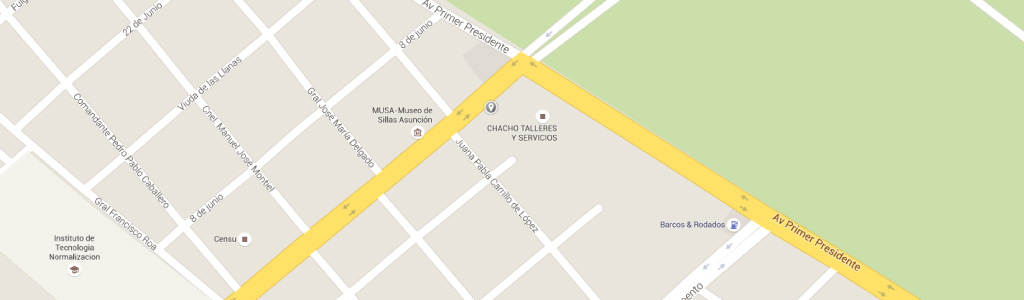 Av Primer Presidente
22 de Junio
8 de junio
Viuda de las Llanas
MUSA- Museo de
Sillas Asunción
CHACHO TALLERES
Y SERVICIOS
Gral José María Delgado
Comandante Pedro Pablo Caballero
Cnel. Manuel José Montiel
Juana Pabla Carrillo de López
8 de junio
Gral Francisco Roa
Censu
Instituto de
Tecnologia
Normalizacion
Barcos & Rodados
Av Primer Presidente